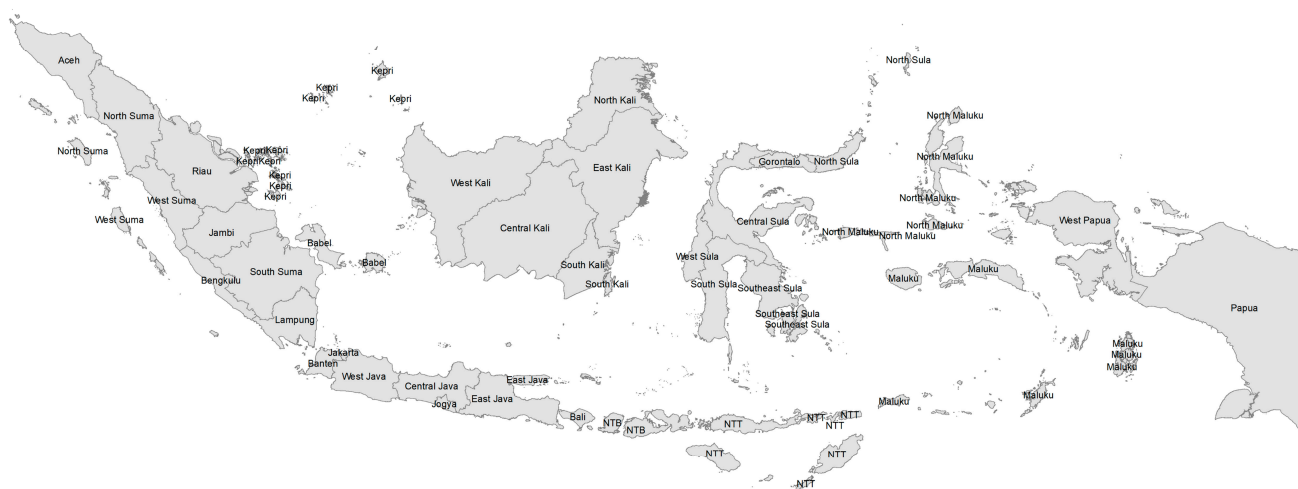 Aceh
North Sula
Kepri
Kepri
Kepri
Kepri
North Kali
North Suma
North Maluku
North Suma
Kepri
Kepri
Kepri
Kepri
North Maluku
Gorontalo
North Sula
East Kali
Riau
Kepri
West Kali
Kepri
Kepri
North Maluku
West Suma
West Suma
Central Sula
West Papua
Central Kali
North Maluku
Jambi
North Maluku
North Maluku
Babel
West Sula
Babel
South Kali
South Suma
Maluku
Maluku
Bengkulu
South Kali
South Sula
Southeast Sula
Papua
Lampung
Southeast Sula
Southeast Sula
Maluku
Jakarta
Maluku
Banten
Maluku
West Java
East Java
Central Java
Maluku
East Java
Maluku
Jogya
Bali
NTT
NTT
NTB
NTT
NTT
NTB
NTT
NTT
NTT